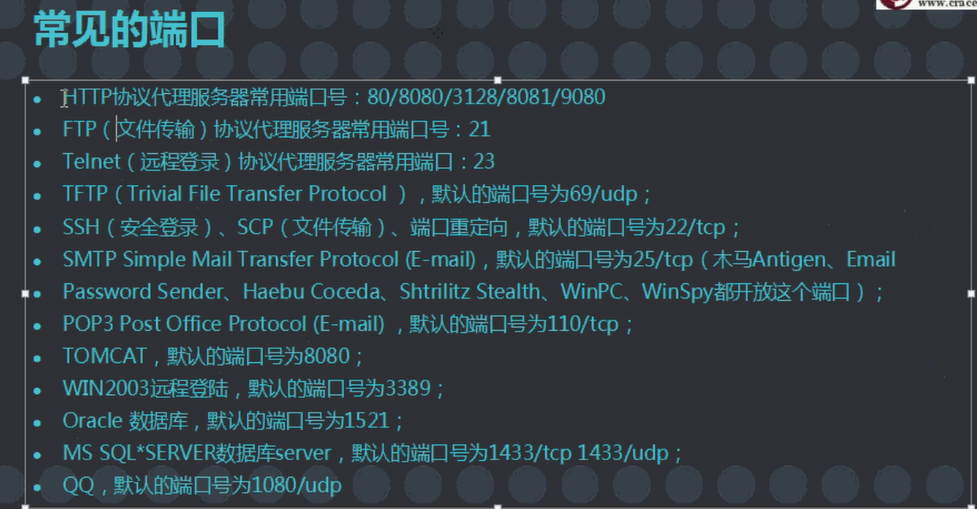 www.crace
常见的端口
HTTP协议代理服务器常用端口号：80/8080/3128/8081/9080
FTP（文件传输）协议代理服务器常用端口号：21
Telnet（远程登录）协议代理服务器常用端口：23
TFTP（Trivial File Transfer Protocol ），默认的端口号为69/udp；
SSH（安全登录）、SCP（文件传输）、端口重定向，默认的端口号为22/tcp；
SMTP Simple Mail Transfer Protocol (E-mail)，默认的端口号为25/tcp（木马Antigen、Email
Password Sender、Haebu Coceda、Shtrilitz Stealth、WinPC、WinSpy都开放这个端口）；
POP3 Post Office Protocol (E-mail) ，默认的端口号为110/tcp；
TOMCAT，默认的端口号为8080；
WIN2003远程登陆，默认的端口号为3389；
Oracle 数据库，默认的端口号为1521；
MS SQL*SERVER数据库server，默认的端口号为1433/tcp 1433/udp；
QQ，默认的端口号为1080/udp